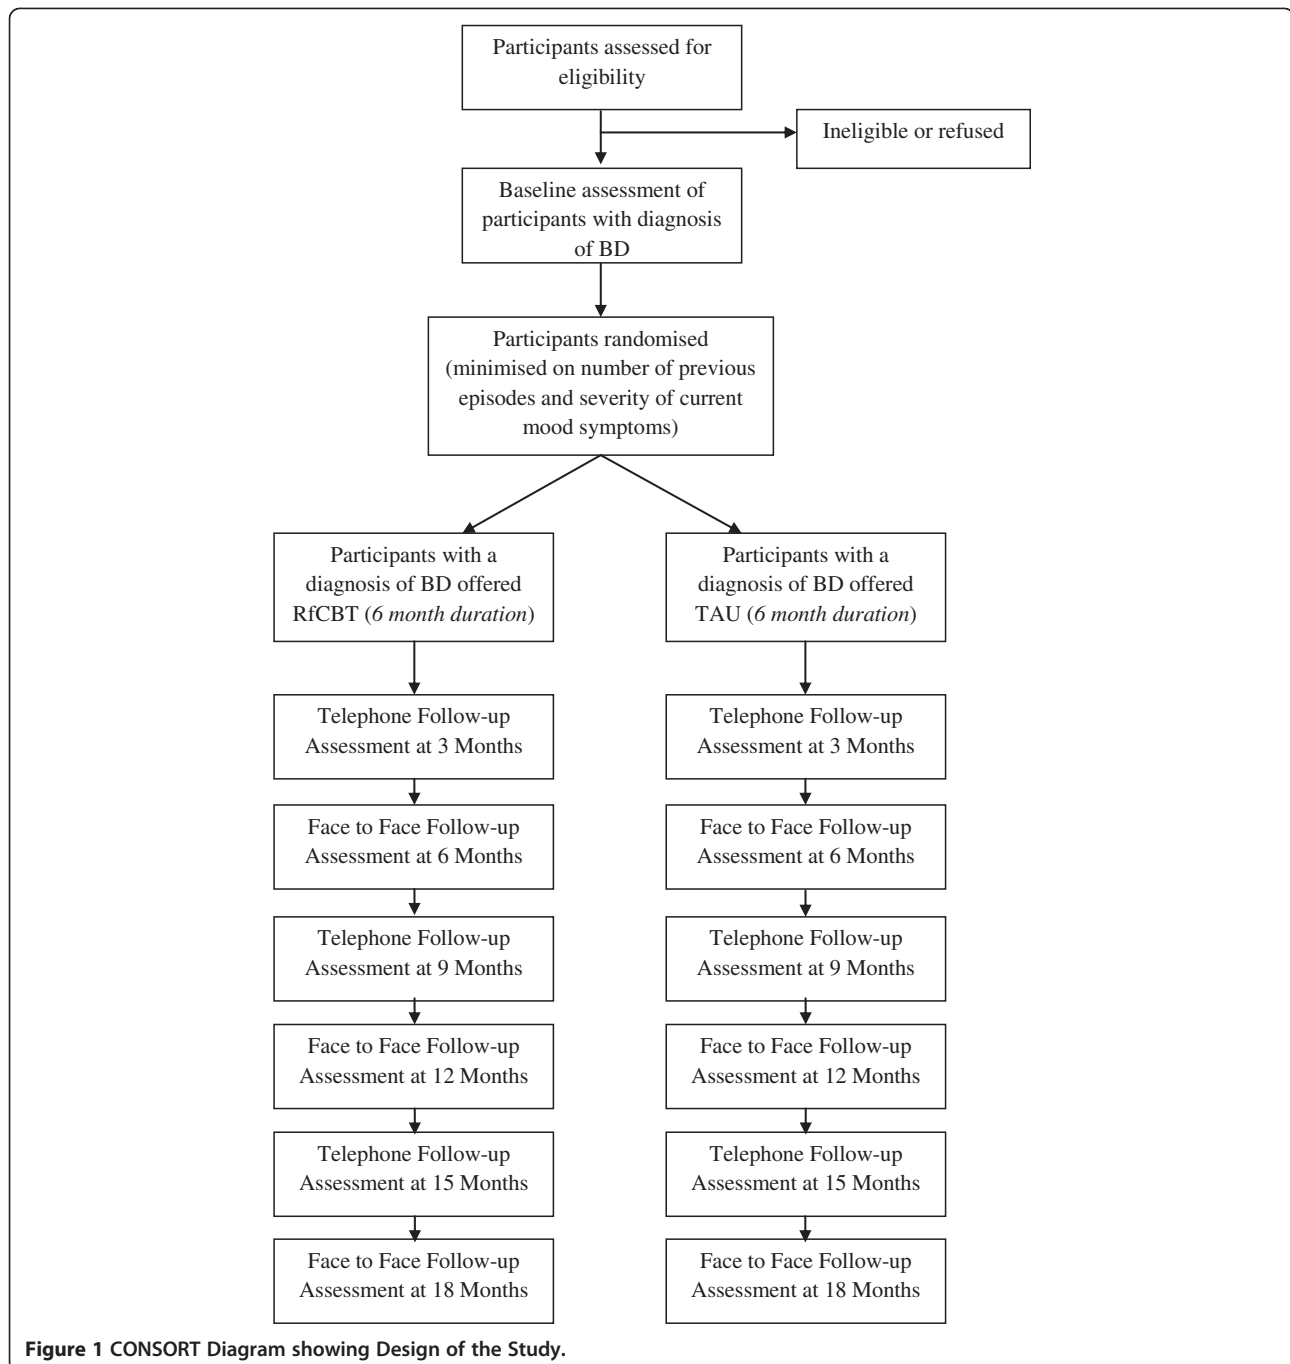 Participants assessed for
eligibility
Ineligible or refused
Baseline assessment of
participants with diagnosis
of BD
Participants randomised
(minimised on number of previous
episodes and severity of current
mood symptoms)
Participants with a
diagnosis of BD offered
RfCBT (6 month duration)
Participants with a
diagnosis of BD offered
TAU (6 month duration)
Telephone Follow-up
Assessment at 3 Months
Telephone Follow-up
Assessment at 3 Months
Face to Face Follow-up
Assessment at 6 Months
Face to Face Follow-up
Assessment at 6 Months
Telephone Follow-up
Assessment at 9 Months
Telephone Follow-up
Assessment at 9 Months
Face to Face Follow-up
Assessment at 12 Months
Face to Face Follow-up
Assessment at 12 Months
Telephone Follow-up
Assessment at 15 Months
Telephone Follow-up
Assessment at 15 Months
Face to Face Follow-up
Assessment at 18 Months
Face to Face Follow-up
Assessment at 18 Months
Figure 1 CONSORT Diagram showing Design of the Study.